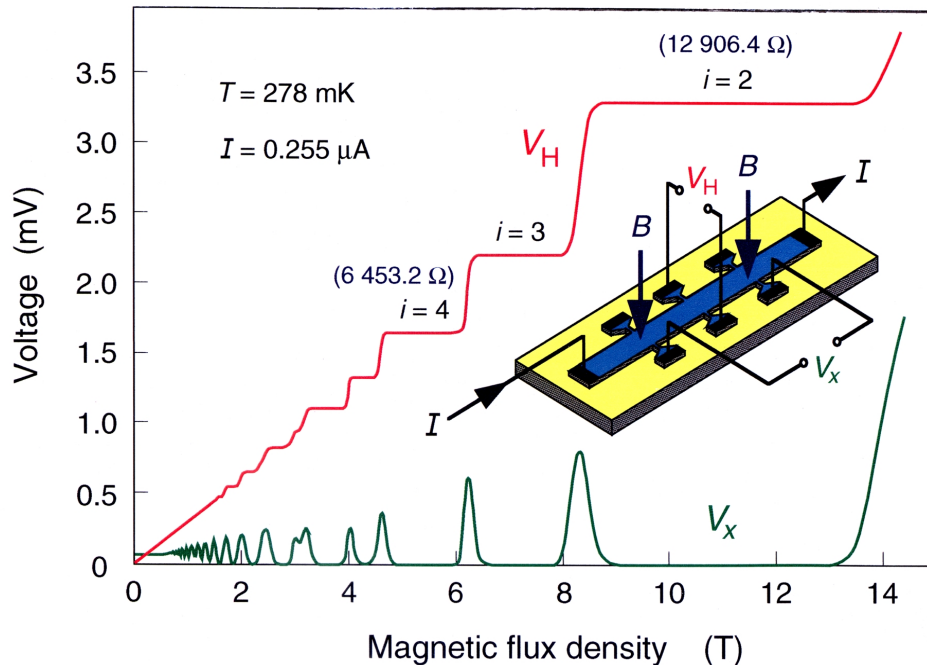 (12 906.4 Ω)
i = 2
T = 278 mK
I = 0.255 µA
V_H
i = 3
(6 453.2 Ω)
i = 4
B
V_H
B
I
V_x
I
V_x
Voltage (mV)
3.5
3.0
2.5
2.0
1.5
1.0
0.5
0
0 2 4 6 8 10 12 14
Magnetic flux density (T)